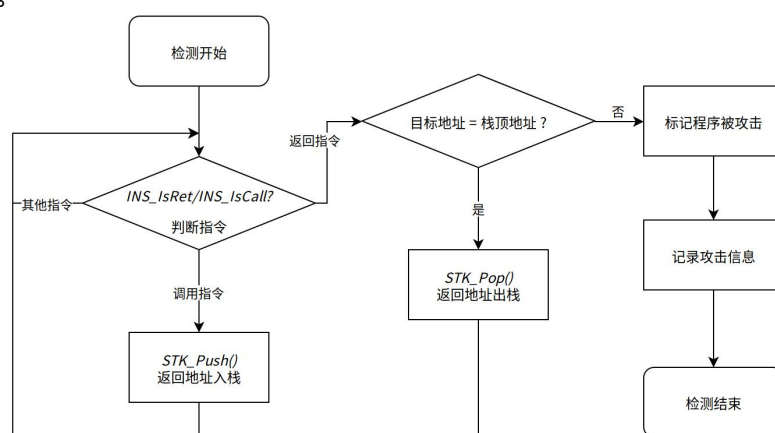 检测开始
目标地址 = 栈顶地址 ?
否
标记程序被攻击
返回指令
INS_IsRet/INS_IsCall?
判断指令
其他指令
是
记录攻击信息
STK_Pop()
返回地址出栈
调用指令
STK_Push()
返回地址入栈
检测结束